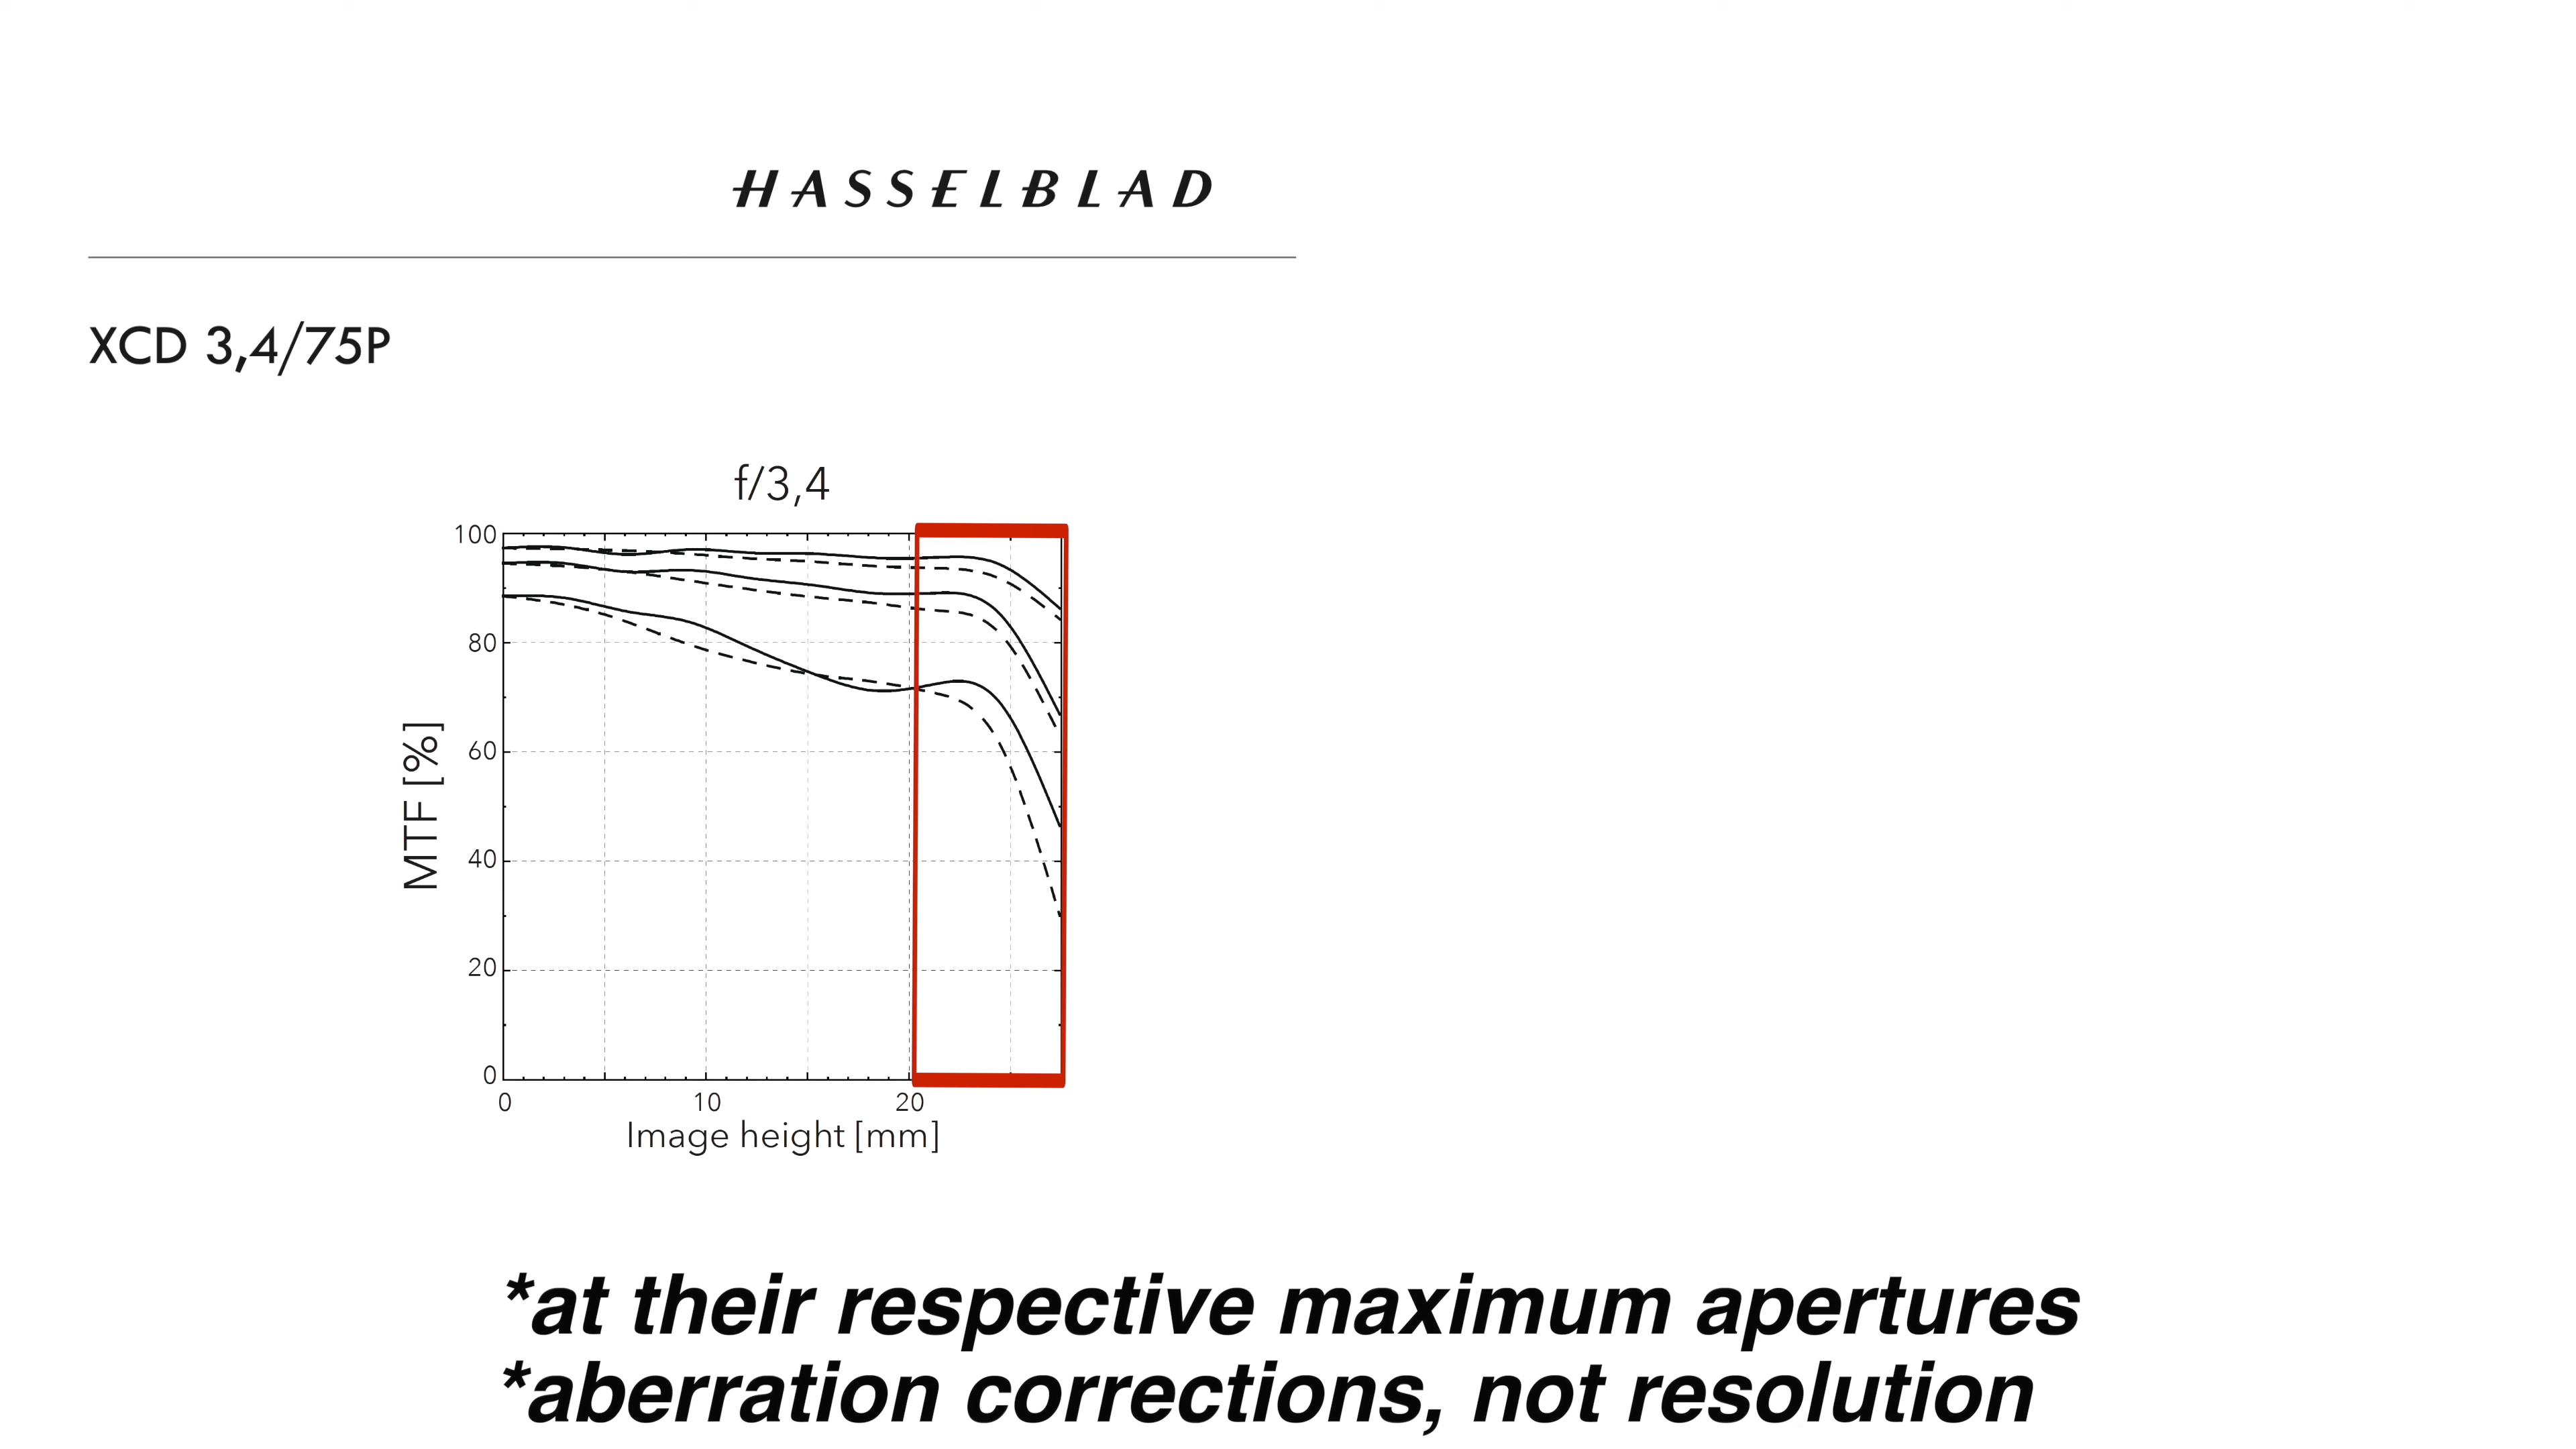 HASSELBLAD
XCD 3,4/75P
f/3,4
100
80
60
40
20
0
MTF [%]
0 10 20
Image height [mm]
*at their respective maximum apertures
*aberration corrections, not resolution